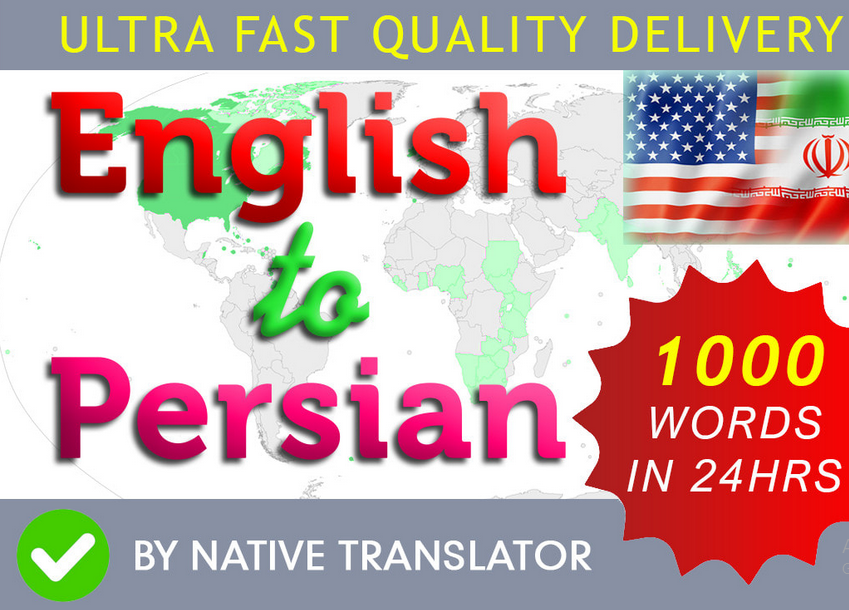 ULTRA FAST QUALITY DELIVERY
English
to
Persian
1000
WORDS
IN 24HRS
BY NATIVE TRANSLATOR